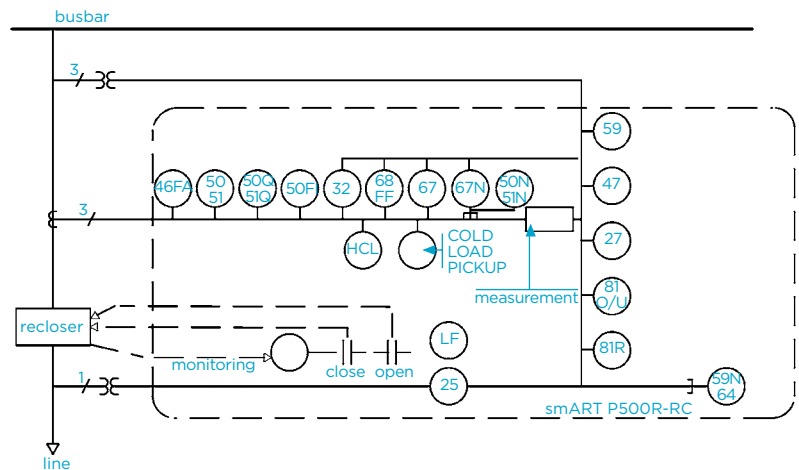 busbar
3
59
46FA
50
51
50Q
51Q
50FI
32
68
FF
67
67N
50N
51N
47
3
HCL
COLD
LOAD
PICKUP
27
measurement
81
O/U
recloser
LF
81R
monitoring
close
open
1
25
59N
64
smART P500R-RC
line